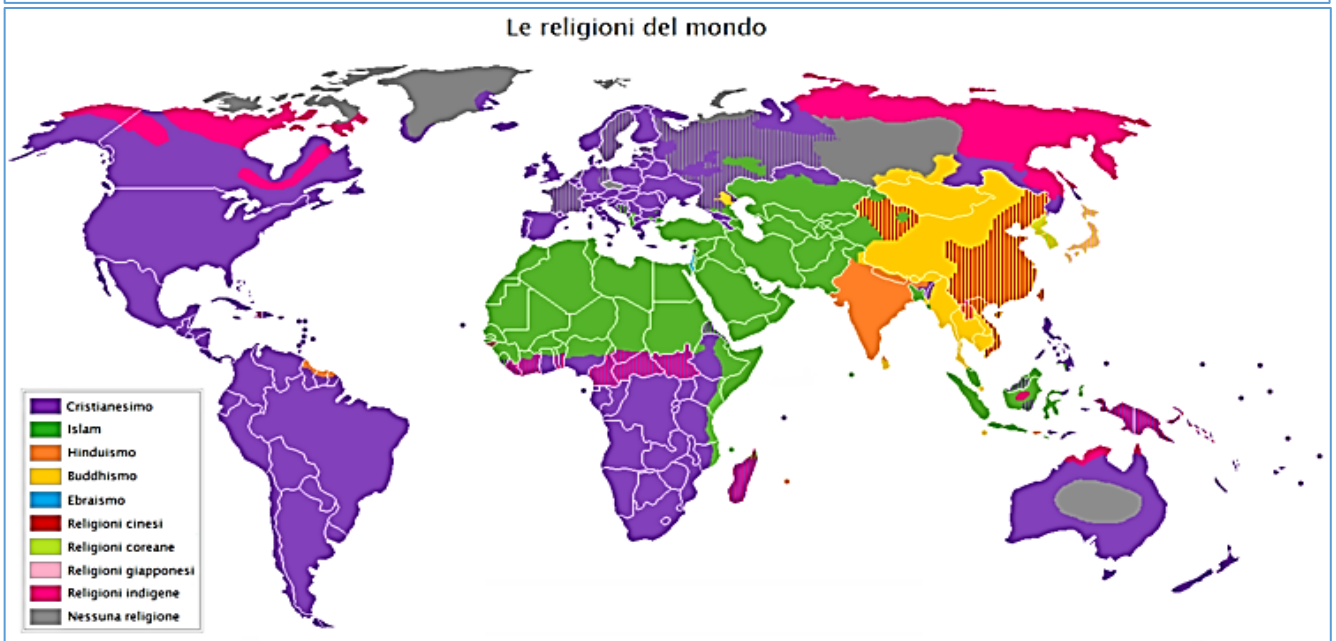 Le religioni del mondo
Cristianesimo
Islam
Hinduismo
Buddhismo
Ebraismo
Religioni cinesi
Religioni coreane
Religioni giapponesi
Religioni indigene
Nessuna religione